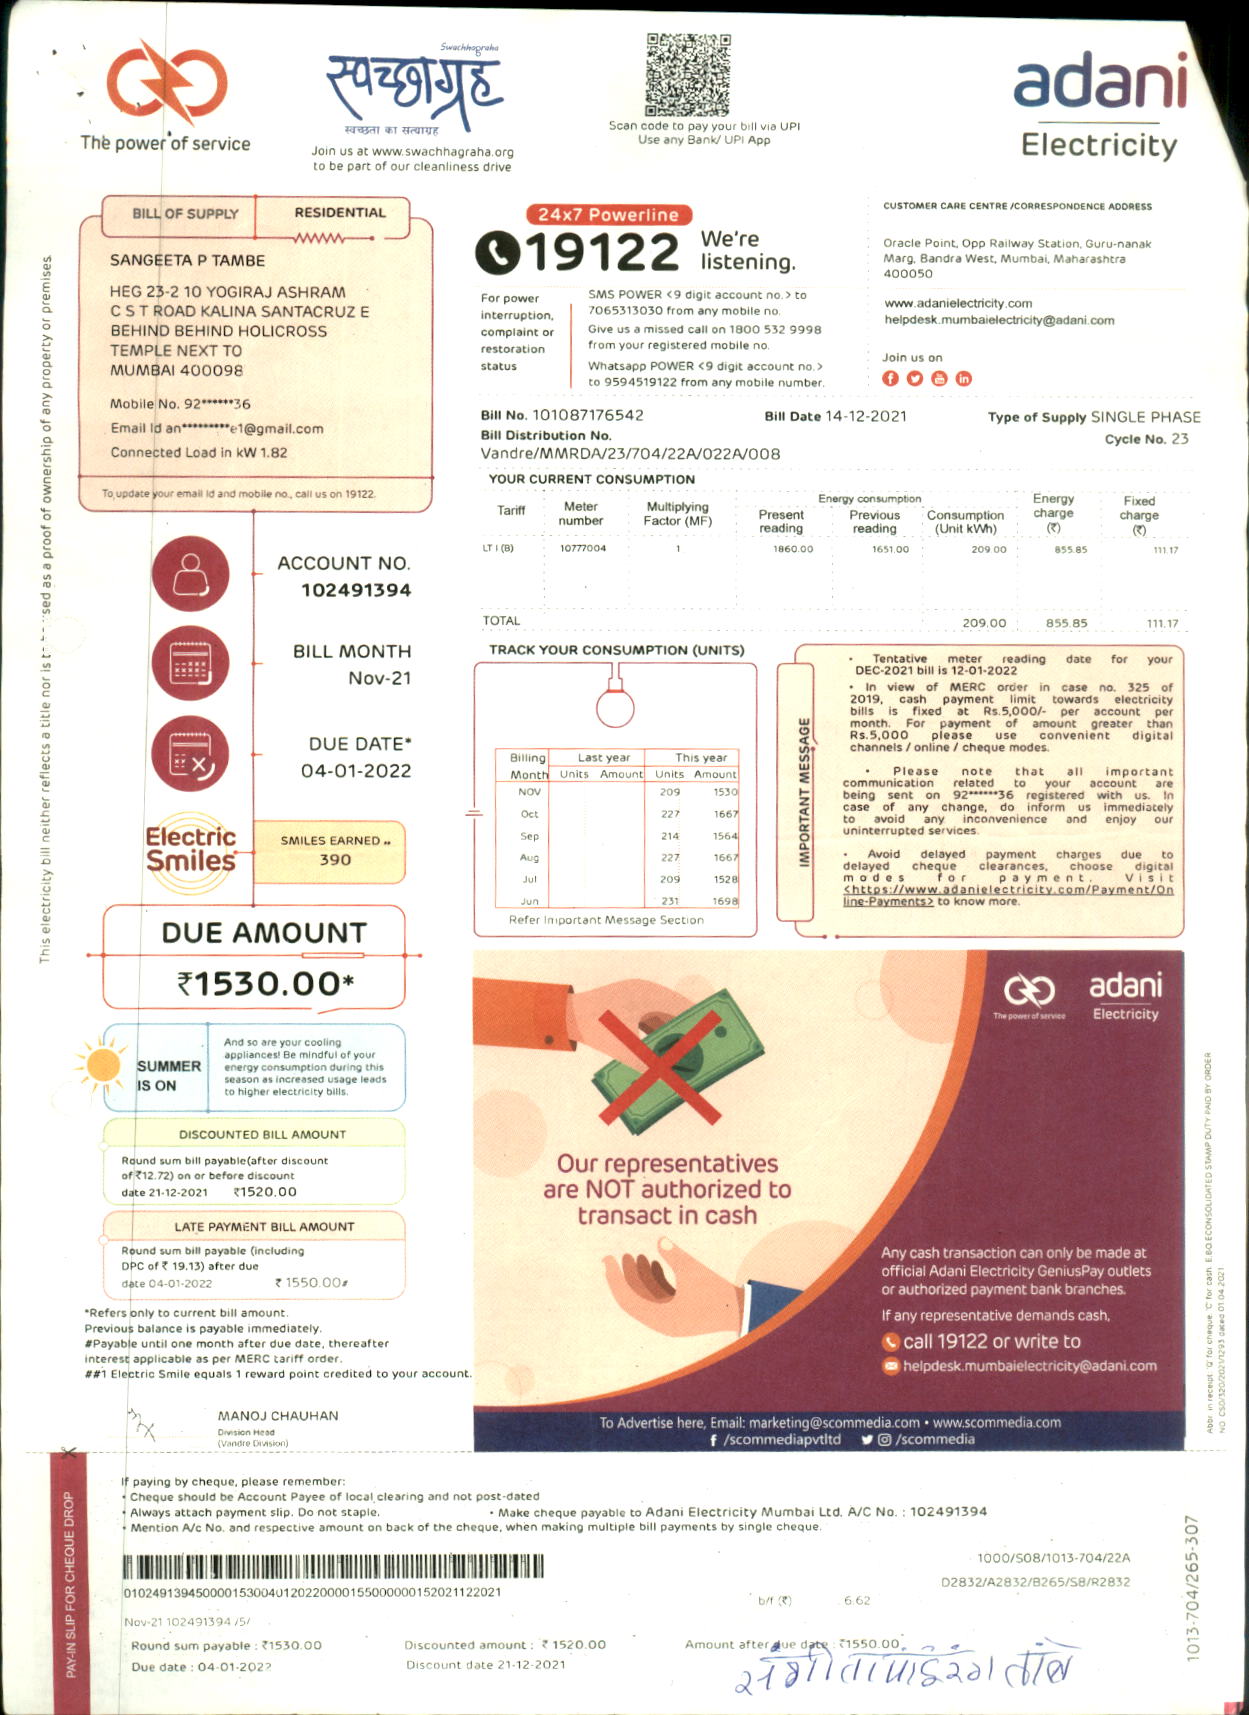 The power of service
Swachhagraha
स्वच्छाग्रह
स्वच्छता का सत्याग्रह
Join us at www.swachhagraha.org
to be part of our cleanliness drive
Scan code to pay your bill via UPI
Use any Bank/ UPI App
adani
Electricity
BILL OF SUPPLY
RESIDENTIAL
SANGEETA P TAMBE
HEG 23-2 10 YOGIRAJ ASHRAM
C S T ROAD KALINA SANTACRUZ E
BEHIND BEHIND HOLICROSS
TEMPLE NEXT TO
MUMBAI 400098
Mobile No. 92******36
Email Id an*********e1@gmail.com
Connected Load in kW 1.82
To update your email Id and mobile no., call us on 19122.
24x7 Powerline
19122 We're listening.
For power interruption, complaint or restoration status
SMS POWER <9 digit account no.> to
7065313030 from any mobile no.
Give us a missed call on 1800 532 9998
from your registered mobile no.
Whatsapp POWER <9 digit account no.>
to 9594519122 from any mobile number.
CUSTOMER CARE CENTRE /CORRESPONDENCE ADDRESS
Oracle Point, Opp Railway Station, Guru-nanak
Marg, Bandra West, Mumbai, Maharashtra
400050
www.adanielectricity.com
helpdesk.mumbaielectricity@adani.com
Join us on
Bill No. 101087176542 Bill Date 14-12-2021 Type of Supply SINGLE PHASE
Bill Distribution No. Cycle No. 23
Vandre/MMRDA/23/704/22A/022A/008
YOUR CURRENT CONSUMPTION
Tariff Meter number Multiplying Factor (MF) Energy consumption Present reading Previous reading Consumption (Unit kWh) Energy charge (₹) Fixed charge (₹)
LT I (B) 10777004 1 1860.00 1651.00 209.00 855.85 111.17
TOTAL 209.00 855.85 111.17
ACCOUNT NO.
102491394
BILL MONTH
Nov-21
DUE DATE*
04-01-2022
Electric Smiles
SMILES EARNED ..
390
DUE AMOUNT
₹1530.00*
SUMMER IS ON
And so are your cooling
appliances! Be mindful of your
energy consumption during this
season as increased usage leads
to higher electricity bills.
DISCOUNTED BILL AMOUNT
Round sum bill payable(after discount
of ₹12.72) on or before discount
date 21-12-2021 ₹1520.00
LATE PAYMENT BILL AMOUNT
Round sum bill payable (including
DPC of ₹ 19.13) after due
date 04-01-2022 ₹ 1550.00#
*Refers only to current bill amount.
Previous balance is payable immediately.
#Payable until one month after due date, thereafter
interest applicable as per MERC tariff order.
##1 Electric Smile equals 1 reward point credited to your account.
MANOJ CHAUHAN
Division Head
(Vandre Division)
TRACK YOUR CONSUMPTION (UNITS)
Billing Last year This year
Month Units Amount Units Amount
NOV 209 1530
Oct 227 1667
Sep 214 1564
Aug 227 1667
Jul 209 1528
Jun 231 1698
Refer Important Message Section
IMPORTANT MESSAGE
• Tentative meter reading date for your
DEC-2021 bill is 12-01-2022
• In view of MERC order in case no. 325 of
2019, cash payment limit towards electricity
bills is fixed at Rs.5,000/- per account per
month. For payment of amount greater than
Rs.5,000 please use convenient digital
channels / online / cheque modes.
• Please note that all important
communication related to your account are
being sent on 92******36 registered with us. In
case of any change, do inform us immediately
to avoid any inconvenience and enjoy our
uninterrupted services.
• Avoid delayed payment charges due to
delayed cheque clearances, choose digital
modes for payment. Visit
<https://www.adanielectricity.com/Payment/On
line-Payments> to know more.
The power of service
adani
Electricity
Our representatives
are NOT authorized to
transact in cash
Any cash transaction can only be made at
official Adani Electricity GeniusPay outlets
or authorized payment bank branches.
If any representative demands cash,
call 19122 or write to
helpdesk.mumbaielectricity@adani.com
To Advertise here, Email: marketing@scommedia.com • www.scommedia.com
/scommediapvtltd /scommedia
This electricity bill neither reflects a title nor is t sed as a proof of ownership of any property or premises.
Abbr. in receipt 'Q' for cheque, 'C' for cash. E.&O.E CONSOLIDATED STAMP DUTY PAID BY ORDER
NO. CSD/320/2021/1293 dated 01.04.2021
PAY-IN SLIP FOR CHEQUE DROP
If paying by cheque, please remember:
• Cheque should be Account Payee of local clearing and not post-dated
• Always attach payment slip. Do not staple. • Make cheque payable to Adani Electricity Mumbai Ltd. A/C No. : 102491394
• Mention A/c No. and respective amount on back of the cheque, when making multiple bill payments by single cheque.
1000/S08/1013-704/22A
D2832/A2832/B265/S8/R2832
0102491394500001530040120220000155000000152021122021
b/f (₹) 6.62
Nov-21 102491394 /5/
Round sum payable : ₹1530.00 Discounted amount : ₹ 1520.00 Amount after due date : ₹1550.00
Due date : 04-01-2022 Discount date 21-12-2021
1013-704/265-307